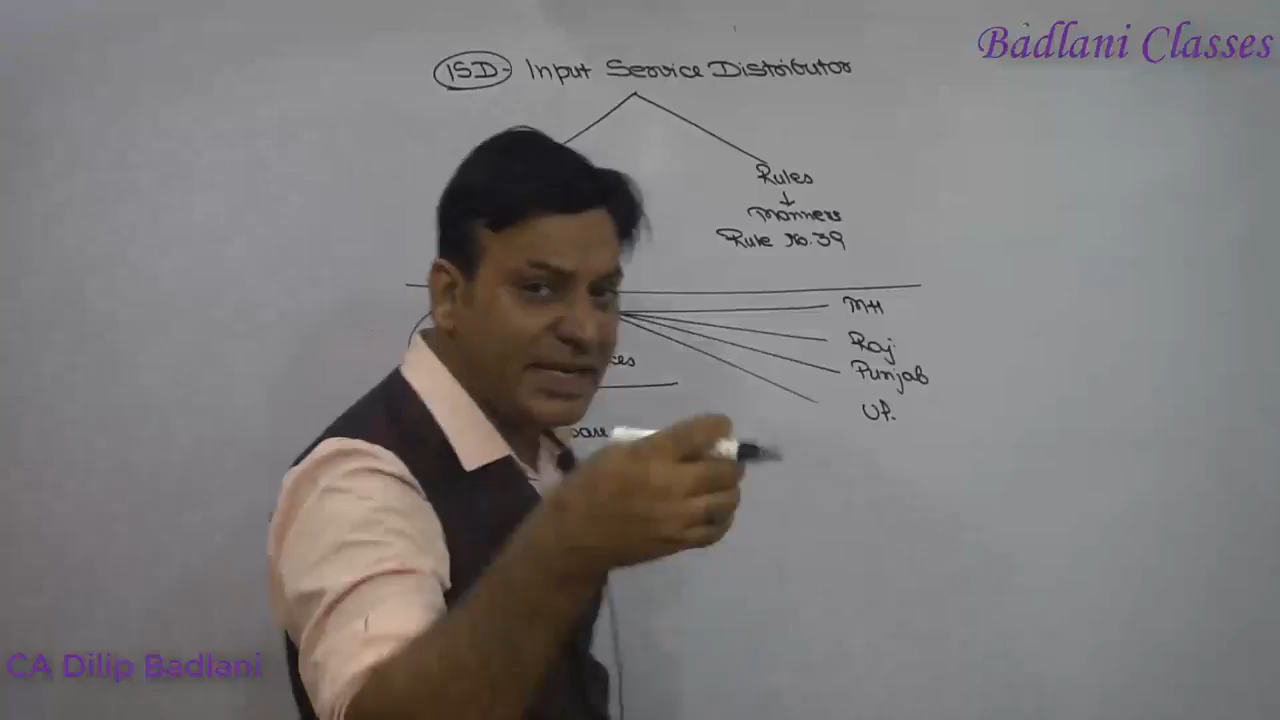 Badlani Classes
ISD- Input Service Distributor
Rules
Manners
Rule No.39
MH
Raj.
Punjab
UP.
CA Dilip Badlani